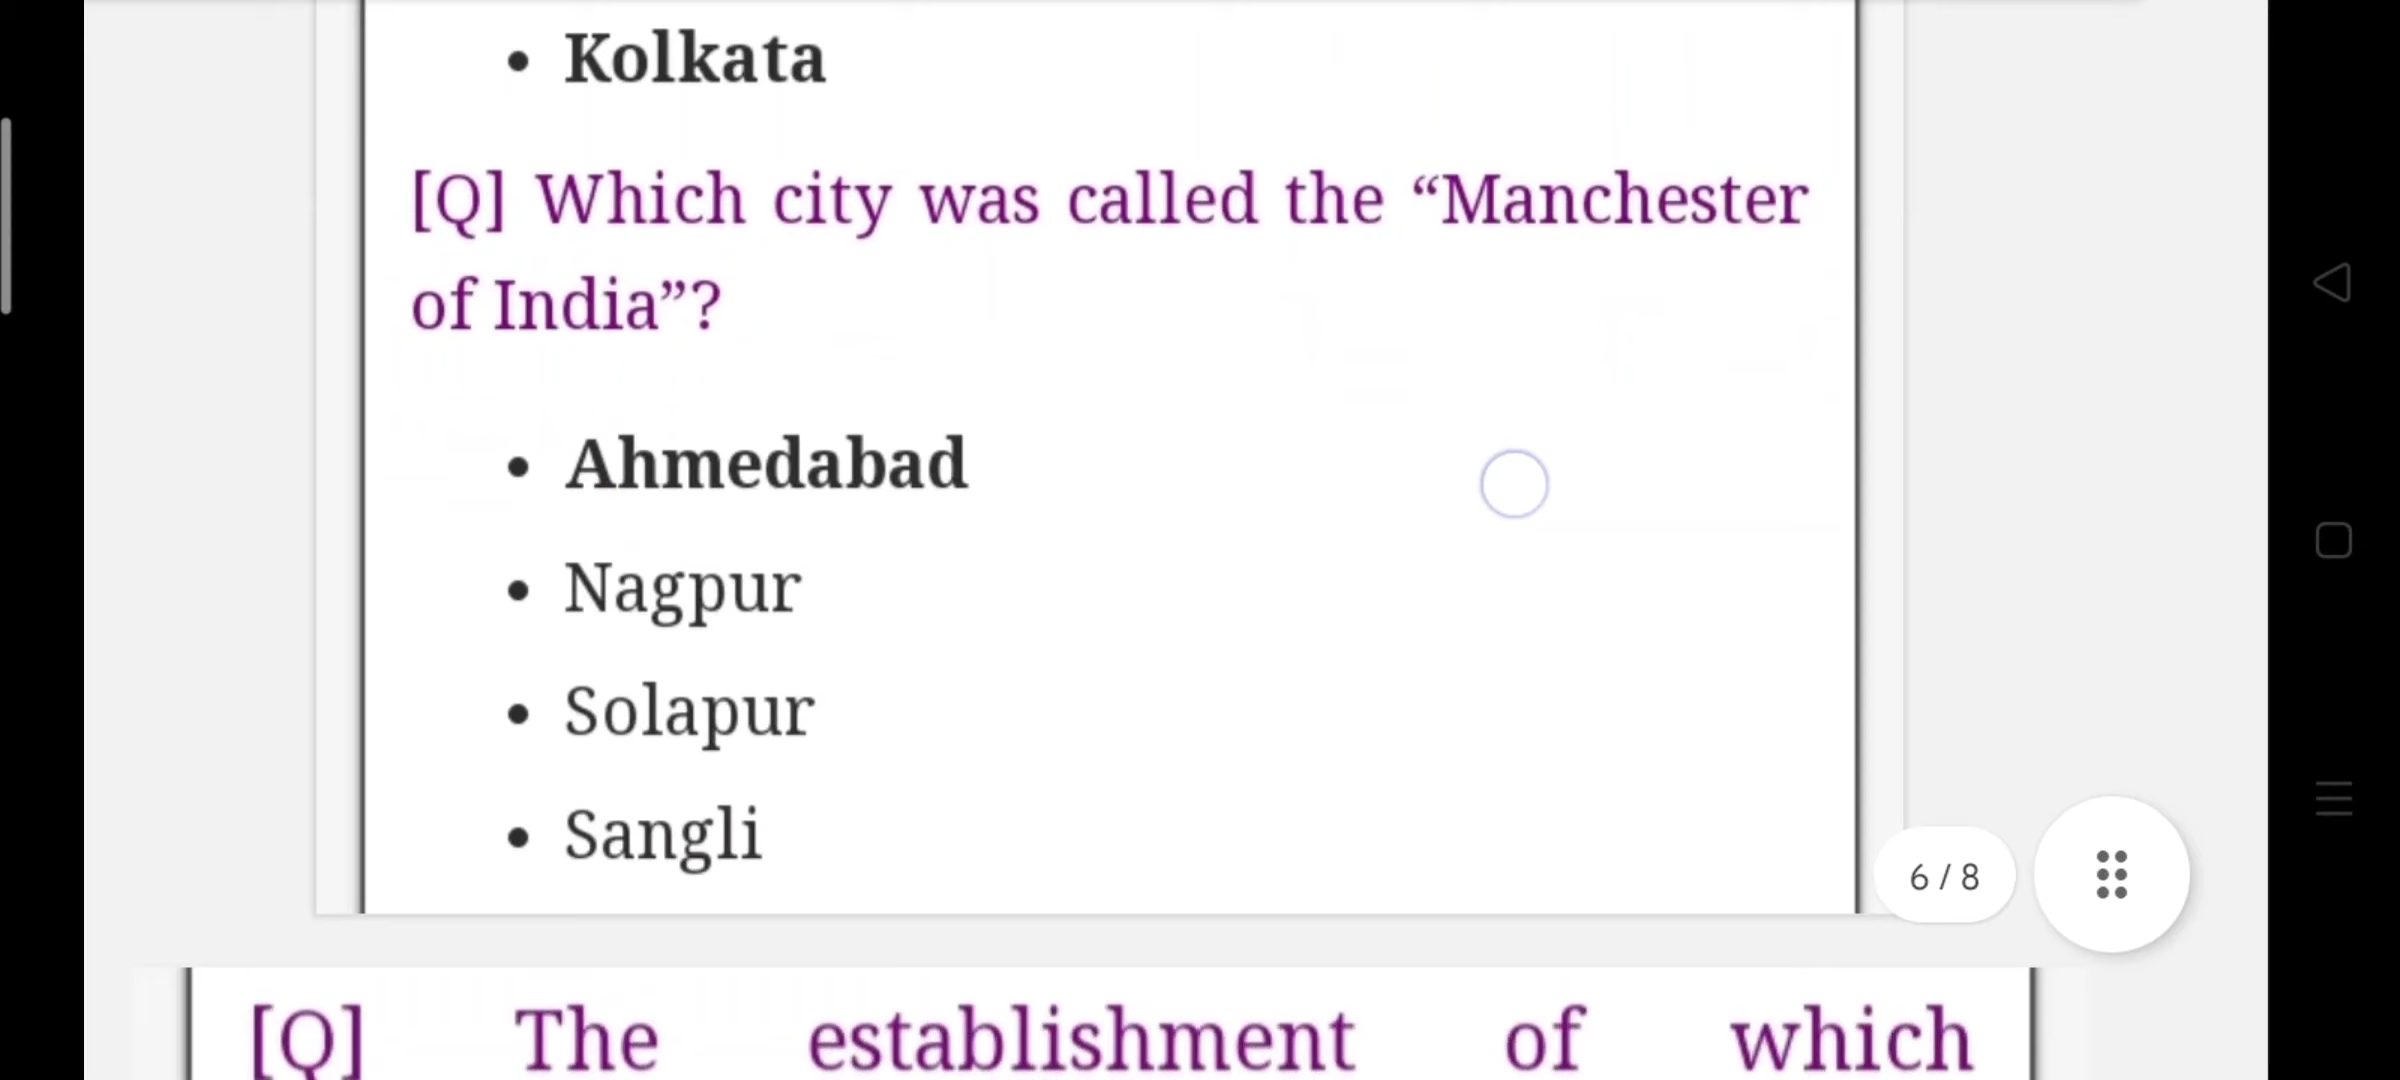 • Kolkata
[Q] Which city was called the “Manchester
of India”?
• Ahmedabad
• Nagpur
• Solapur
• Sangli
6 / 8
[Q] The establishment of which